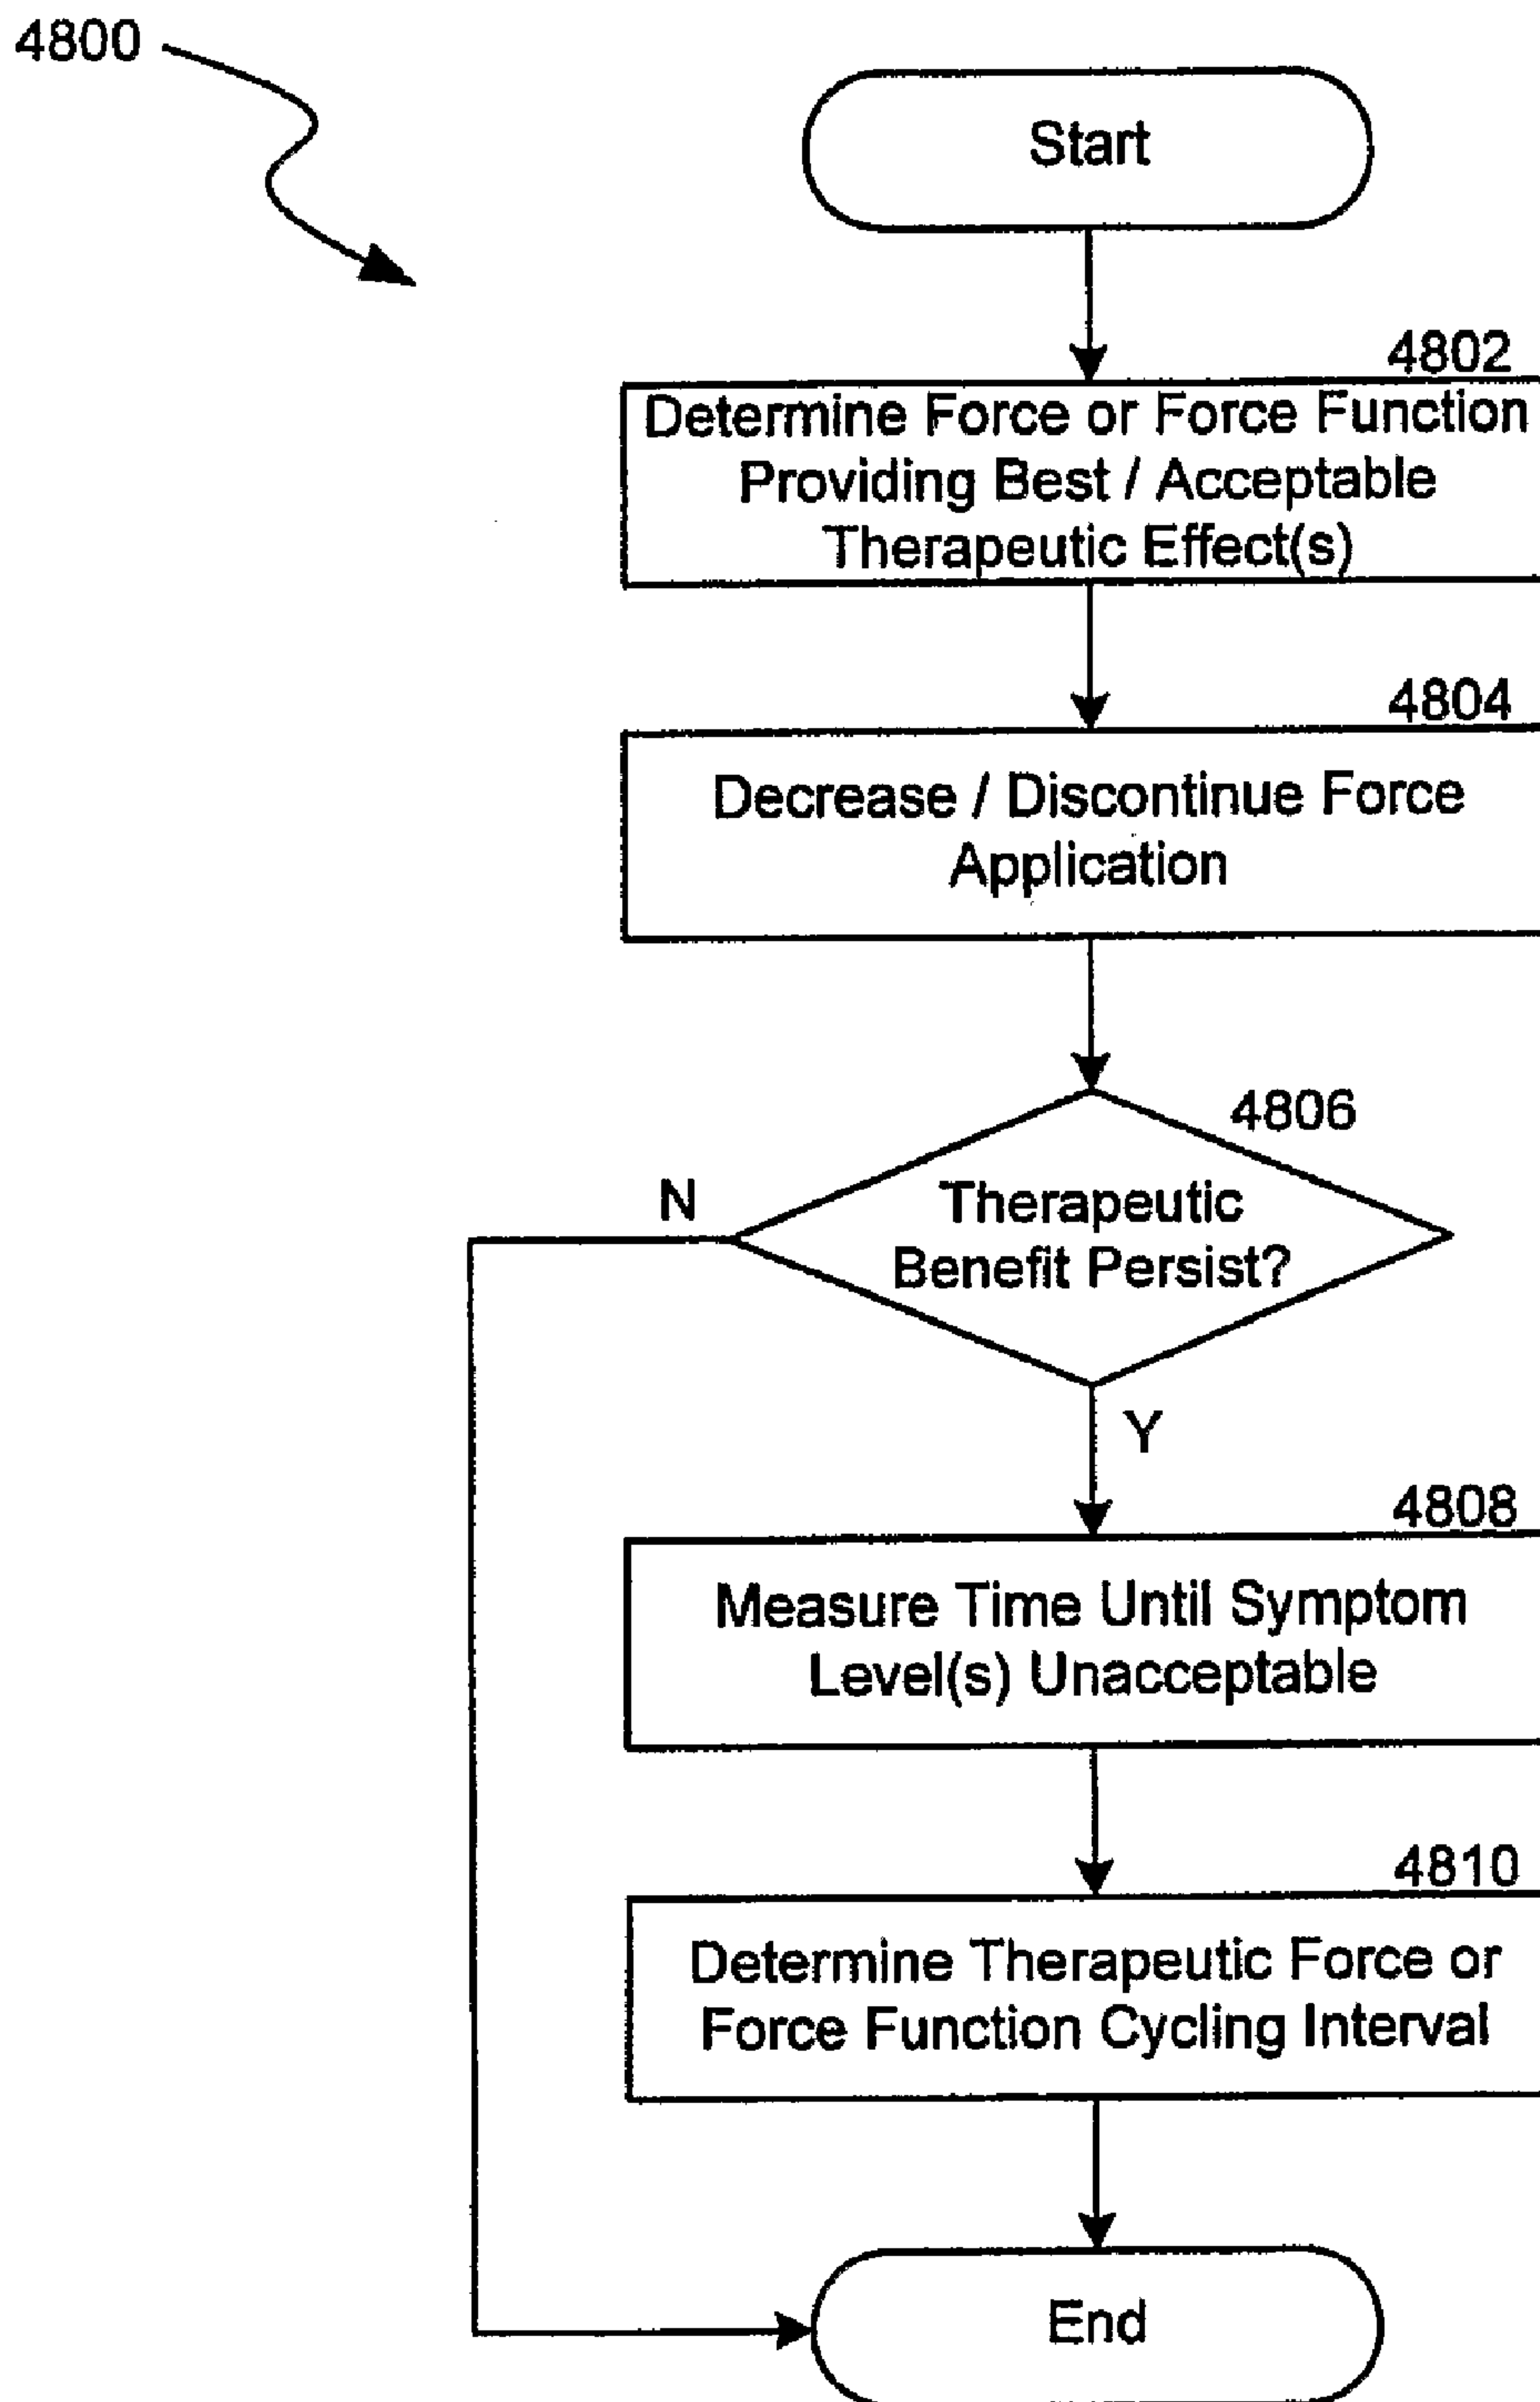 4800
Start
4802
Determine Force or Force Function
Providing Best / Acceptable
Therapeutic Effect(s)
4804
Decrease / Discontinue Force
Application
4806
N
Therapeutic
Benefit Persist?
Y
4808
Measure Time Until Symptom
Level(s) Unacceptable
4810
Determine Therapeutic Force or
Force Function Cycling Interval
End